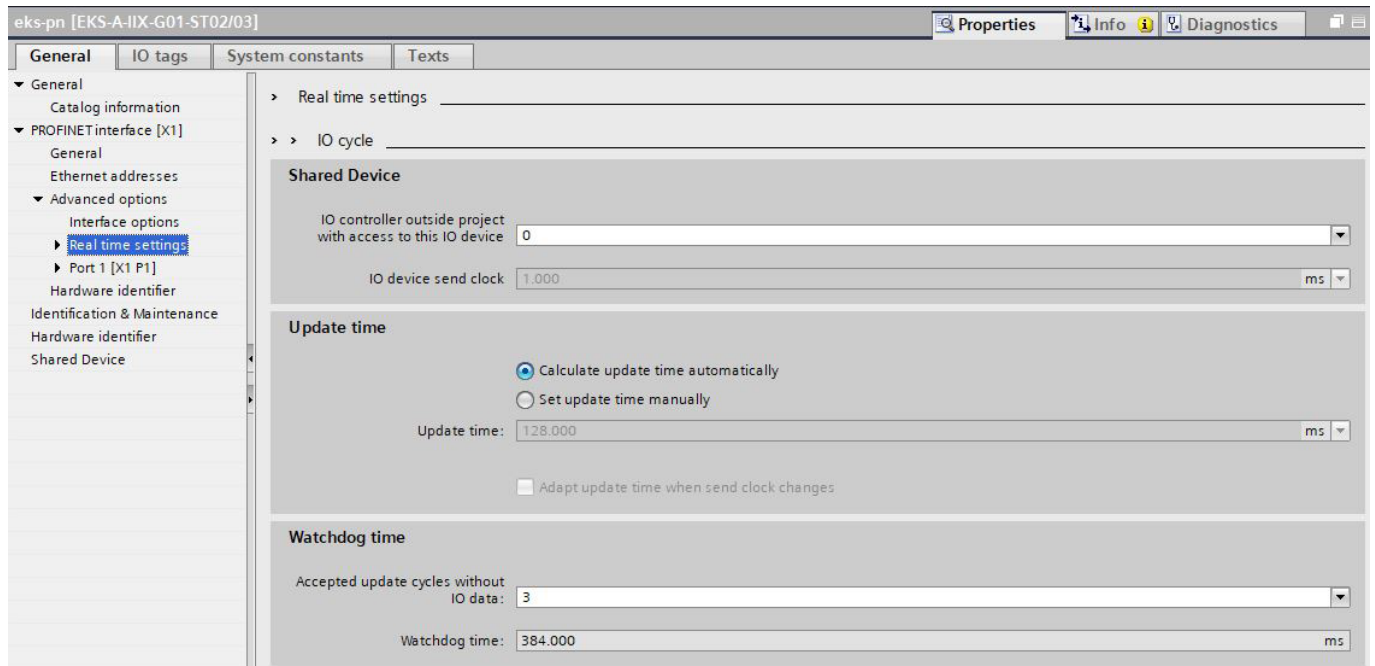 eks-pn [EKS-A-IIX-G01-ST02/03]
Properties
Info
Diagnostics
General
IO tags
System constants
Texts
General
Catalog information
PROFINET interface [X1]
General
Ethernet addresses
Advanced options
Interface options
Real time settings
Port 1 [X1 P1]
Hardware identifier
Identification & Maintenance
Hardware identifier
Shared Device
Real time settings
IO cycle
Shared Device
IO controller outside project
with access to this IO device
0
IO device send clock
1.000
ms
Update time
Calculate update time automatically
Set update time manually
Update time:
128.000
ms
Adapt update time when send clock changes
Watchdog time
Accepted update cycles without
IO data:
3
Watchdog time:
384.000
ms